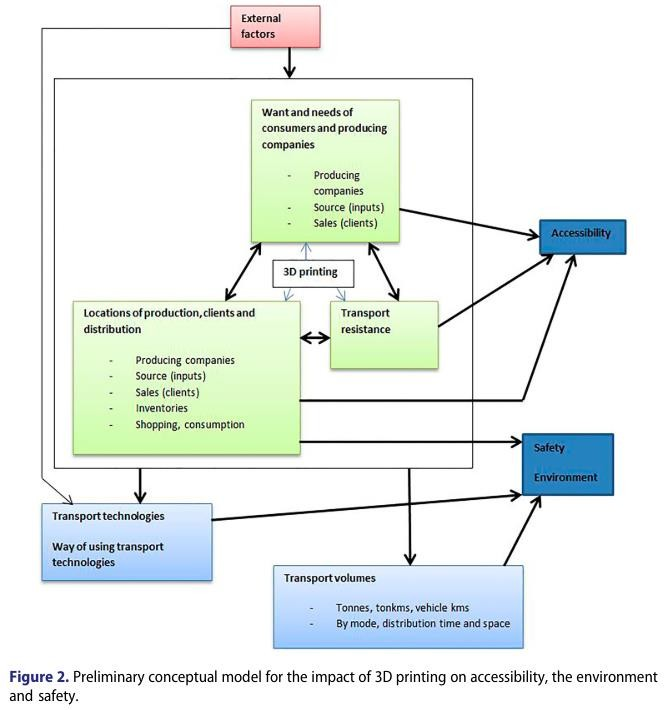 External
factors
Want and needs of
consumers and producing
companies
- Producing
companies
- Source (inputs)
- Sales (clients)
Accessibility
3D printing
Locations of production, clients and
distribution
- Producing companies
- Source (inputs)
- Sales (clients)
- Inventories
- Shopping, consumption
Transport
resistance
Safety
Environment
Transport technologies
Way of using transport
technologies
Transport volumes
- Tonnes, tonkms, vehicle kms
- By mode, distribution time and space
Figure 2. Preliminary conceptual model for the impact of 3D printing on accessibility, the environment
and safety.